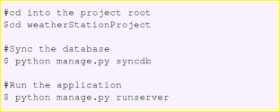 #cd into the project root
$cd weatherStationProject
#Sync the database
$ python manage.py syncdb
#Run the application
$ python manage.py runserver